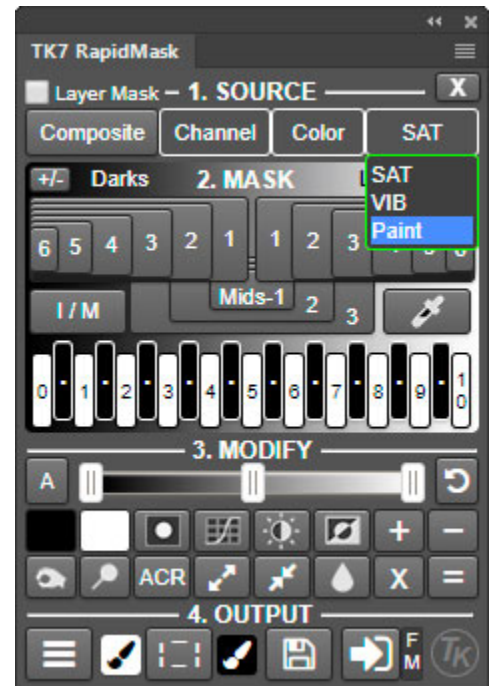 TK7 RapidMask
Layer Mask 1. SOURCE X
Composite Channel Color SAT
SAT
VIB
Paint
+/- Darks 2. MASK L
6 5 4 3 2 1 1 2 3
I / M Mids-1 2 3
0 1 2 3 4 5 6 7 8 9 10
3. MODIFY
A
+ −
ACR X =
4. OUTPUT
F
M
TK